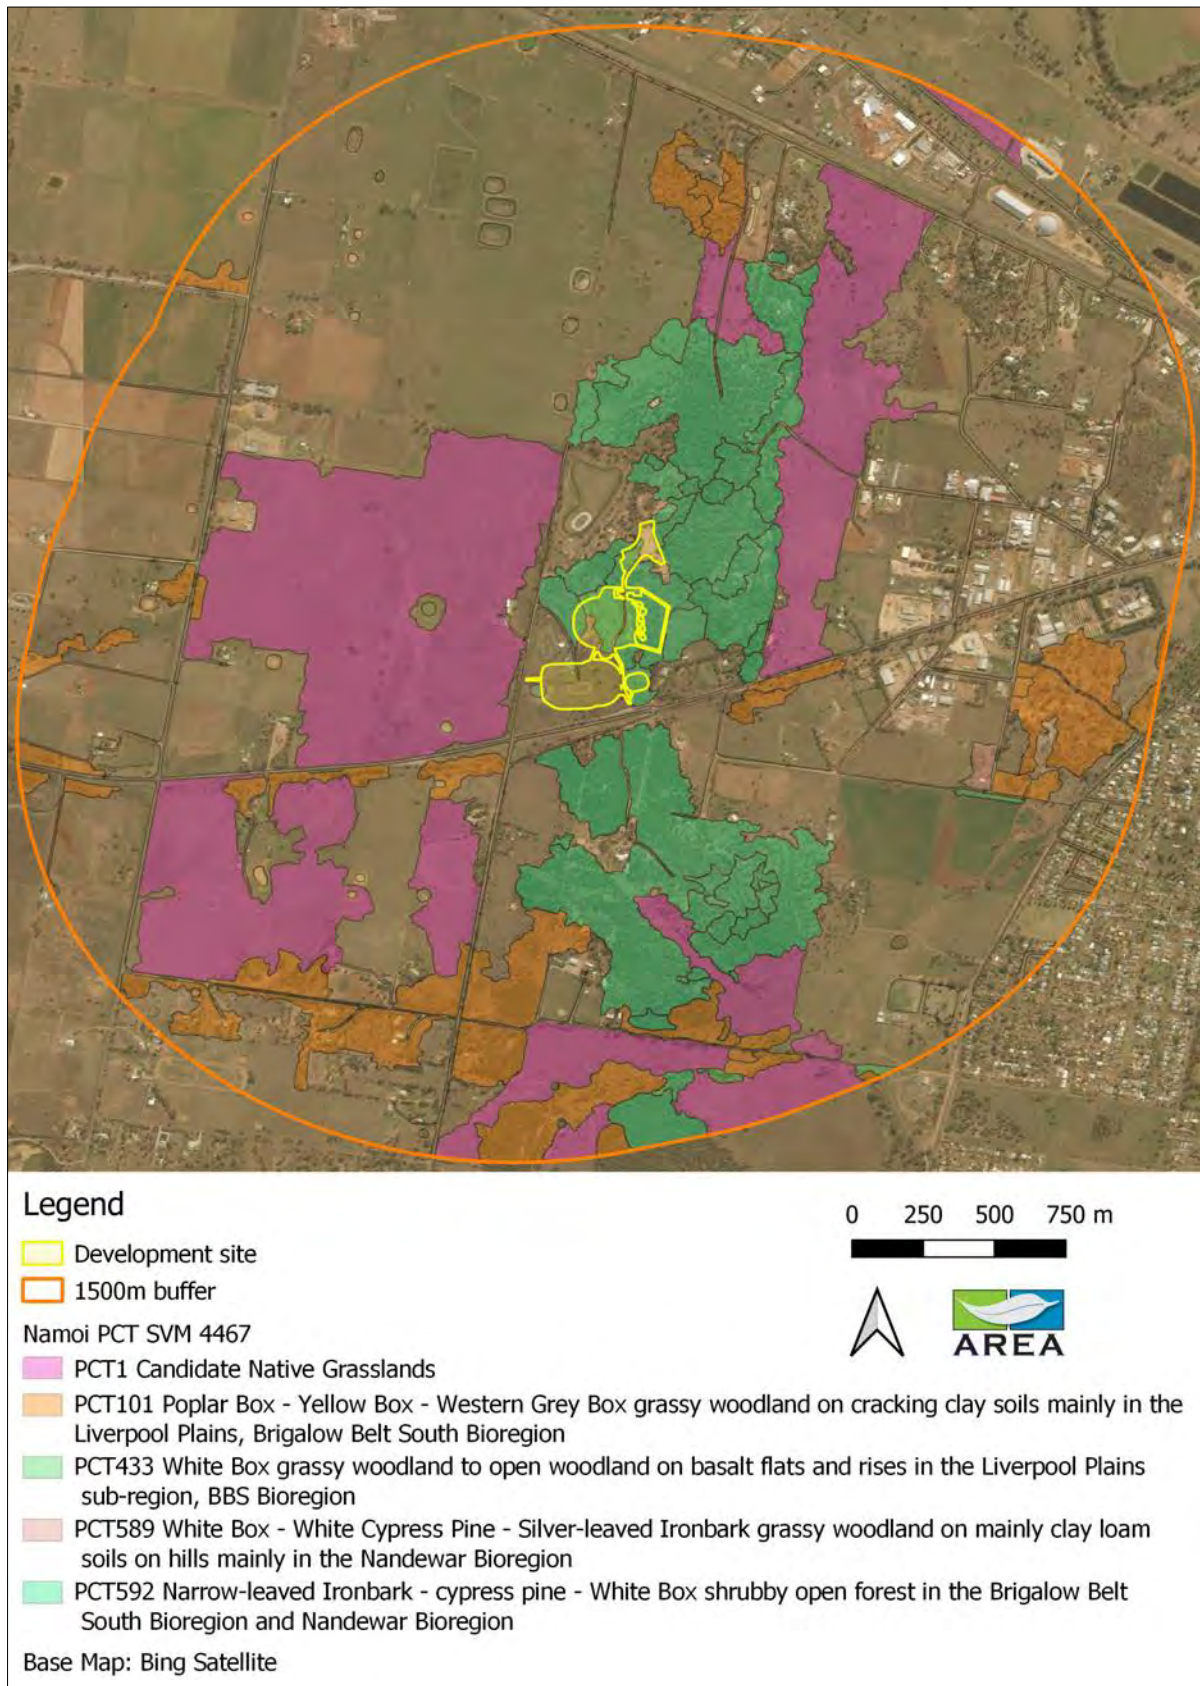 Legend
0 250 500 750 m
Development site
1500m buffer
Namoi PCT SVM 4467
PCT1 Candidate Native Grasslands
PCT101 Poplar Box - Yellow Box - Western Grey Box grassy woodland on cracking clay soils mainly in the
Liverpool Plains, Brigalow Belt South Bioregion
PCT433 White Box grassy woodland to open woodland on basalt flats and rises in the Liverpool Plains
sub-region, BBS Bioregion
PCT589 White Box - White Cypress Pine - Silver-leaved Ironbark grassy woodland on mainly clay loam
soils on hills mainly in the Nandewar Bioregion
PCT592 Narrow-leaved Ironbark - cypress pine - White Box shrubby open forest in the Brigalow Belt
South Bioregion and Nandewar Bioregion
Base Map: Bing Satellite
AREA